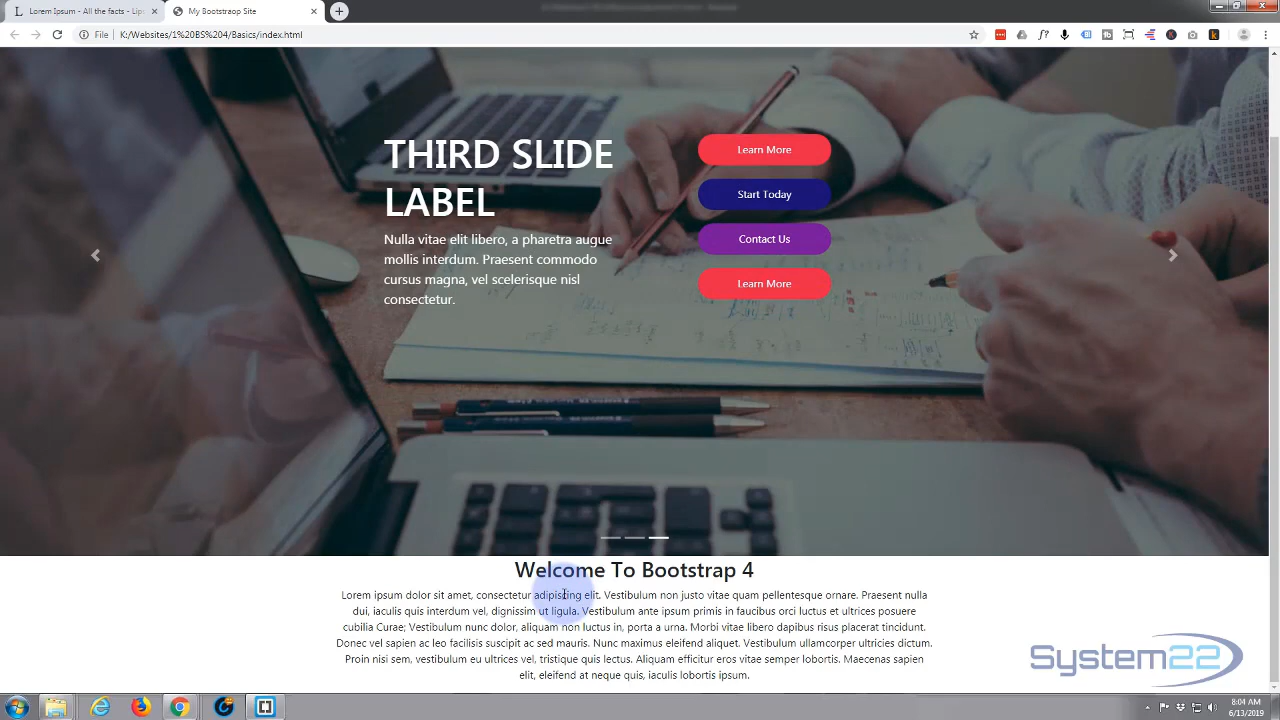 Lorem Ipsum - All the facts - Lip
My Bootstraop Site
File
K:/Websites/1%20BS%204/Basics/index.html
THIRD SLIDE
LABEL
Nulla vitae elit libero, a pharetra augue
mollis interdum. Praesent commodo
cursus magna, vel scelerisque nisl
consectetur.
Learn More
Start Today
Contact Us
Learn More
Welcome To Bootstrap 4
Lorem ipsum dolor sit amet, consectetur adipiscing elit. Vestibulum non justo vitae quam pellentesque ornare. Praesent nulla
dui, iaculis quis interdum vel, dignissim ut ligula. Vestibulum ante ipsum primis in faucibus orci luctus et ultrices posuere
cubilia Curae; Vestibulum nunc dolor, aliquam non luctus in, porta a urna. Morbi vitae libero dapibus risus placerat tincidunt.
Donec vel sapien ac leo facilisis suscipit ac sed mauris. Nunc maximus eleifend aliquet. Vestibulum ullamcorper ultricies dictum.
Proin nisi sem, vestibulum non nisi vel, tristique quis lectus. Aliquam efficitur eros vitae semper lobortis. Maecenas sapien
elit, eleifend at neque quis, iaculis lobortis ipsum.
System22
8:04 AM
6/13/2019